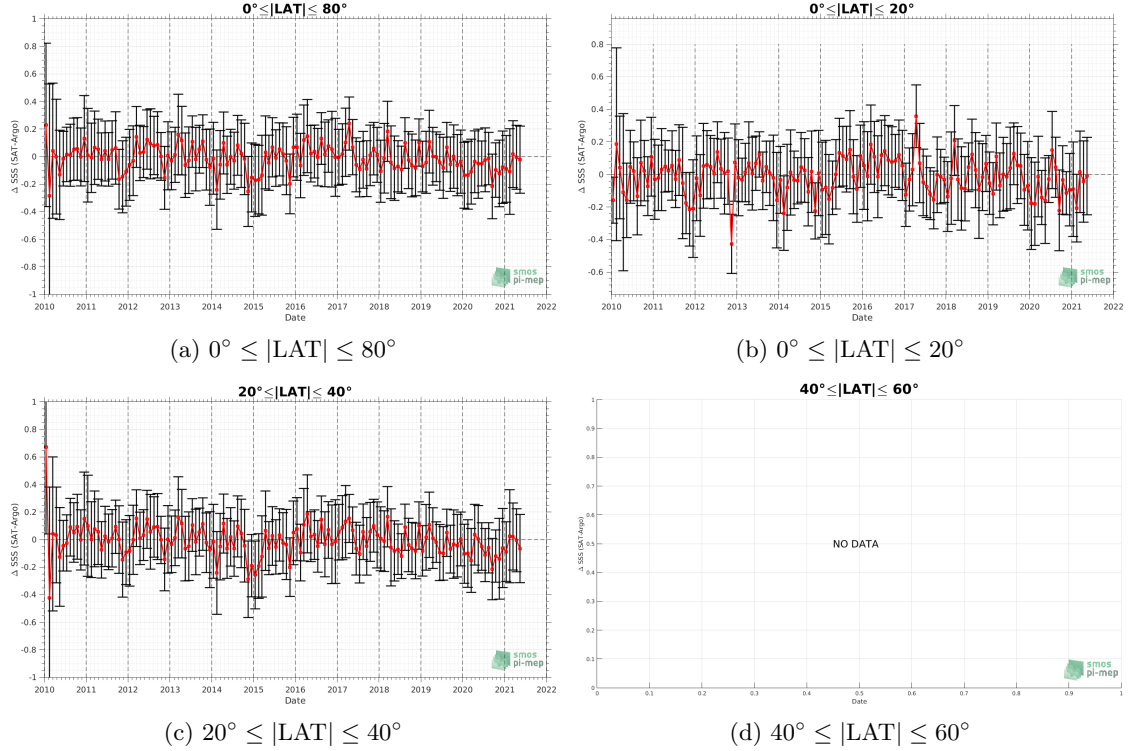 0°≤|LAT|≤ 80°
1
0.8
0.6
0.4
0.2
0
-0.2
-0.4
-0.6
-0.8
-1
Δ SSS (SAT-Argo)
2010 2011 2012 2013 2014 2015 2016 2017 2018 2019 2020 2021 2022
Date
smos
pi-mep
(a) 0° ≤ |LAT| ≤ 80°
0°≤|LAT|≤ 20°
0.8
0.6
0.4
0.2
0
-0.2
-0.4
-0.6
Δ SSS (SAT-Argo)
2010 2011 2012 2013 2014 2015 2016 2017 2018 2019 2020 2021 2022
Date
smos
pi-mep
(b) 0° ≤ |LAT| ≤ 20°
20°≤|LAT|≤ 40°
1
0.8
0.6
0.4
0.2
0
-0.2
-0.4
-0.6
-0.8
-1
Δ SSS (SAT-Argo)
2010 2011 2012 2013 2014 2015 2016 2017 2018 2019 2020 2021 2022
Date
smos
pi-mep
(c) 20° ≤ |LAT| ≤ 40°
40°≤|LAT|≤ 60°
1
0.9
0.8
0.7
0.6
0.5
0.4
0.3
0.2
0.1
0
Δ SSS (SAT-Argo)
NO DATA
0 0.1 0.2 0.3 0.4 0.5 0.6 0.7 0.8 0.9 1
Date
smos
pi-mep
(d) 40° ≤ |LAT| ≤ 60°